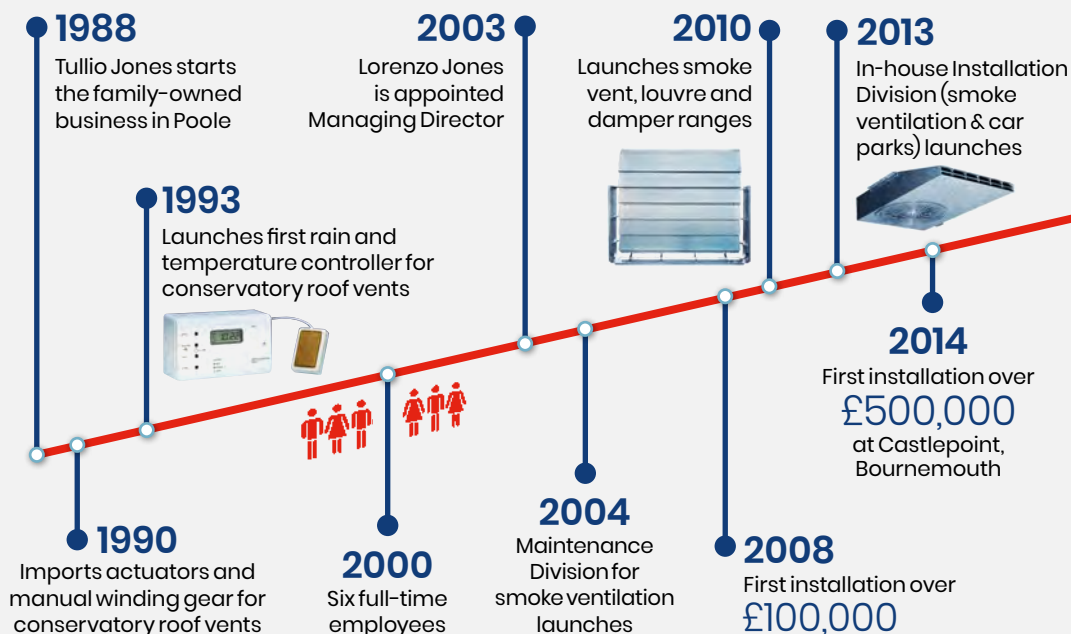 1988
Tullio Jones starts
the family-owned
business in Poole
1990
Imports actuators and
manual winding gear for
conservatory roof vents
1993
Launches first rain and
temperature controller for
conservatory roof vents
2000
Six full-time
employees
2003
Lorenzo Jones
is appointed
Managing Director
2004
Maintenance
Division for
smoke ventilation
launches
2008
First installation over
£100,000
2010
Launches smoke
vent, louvre and
damper ranges
2013
In-house Installation
Division (smoke
ventilation & car
parks) launches
2014
First installation over
£500,000
at Castlepoint,
Bournemouth